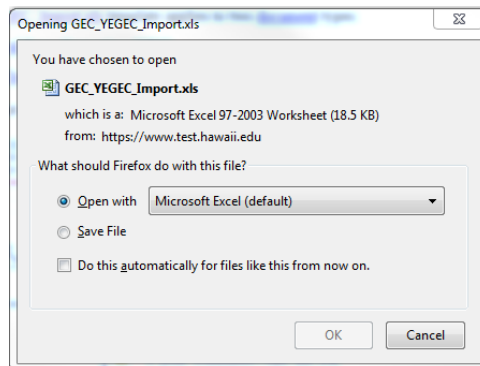 Opening GEC_YEGEC_Import.xls
You have chosen to open
GEC_YEGEC_Import.xls
which is a: Microsoft Excel 97-2003 Worksheet (18.5 KB)
from: https://www.test.hawaii.edu
What should Firefox do with this file?
Open with Microsoft Excel (default)
Save File
Do this automatically for files like this from now on.
OK Cancel